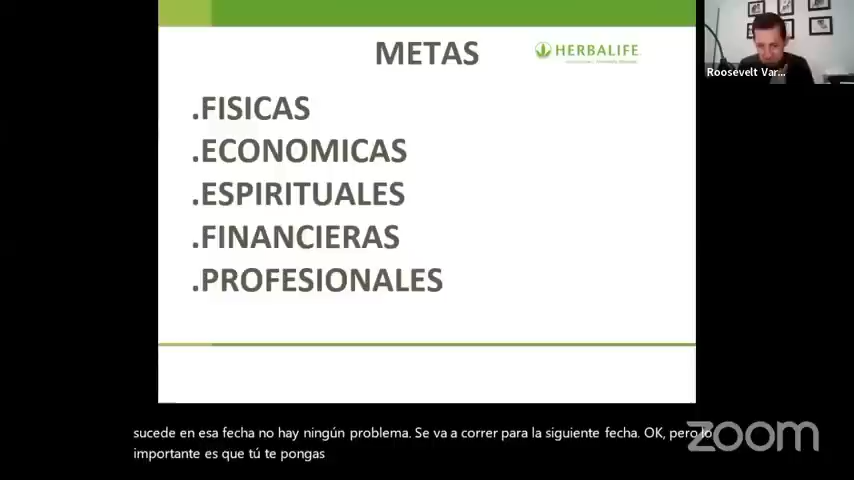 METAS
HERBALIFE
.FISICAS
.ECONOMICAS
.ESPIRITUALES
.FINANCIERAS
.PROFESIONALES
Roosevelt Var...
sucede en esa fecha no hay ningún problema. Se va a correr para la siguiente fecha. OK, pero lo
importante es que tú te pongas
zoom